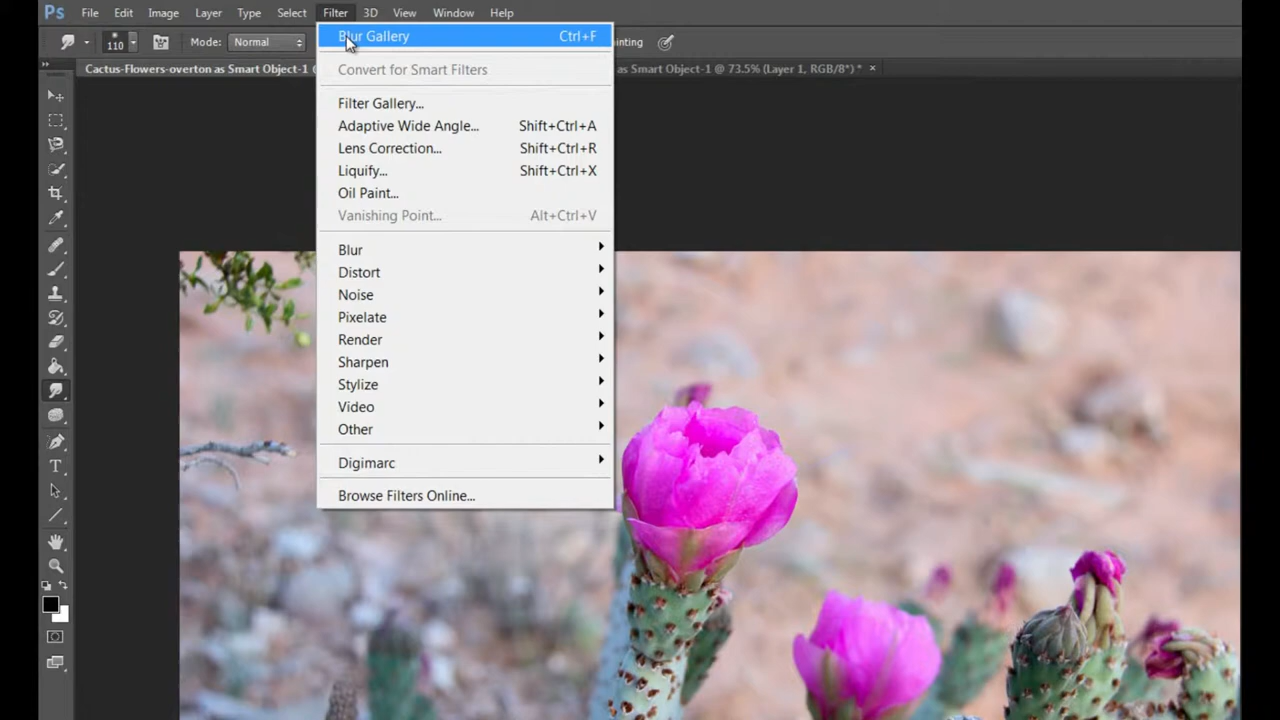 Ps File Edit Image Layer Type Select Filter 3D View Window Help
110 Mode: Normal inting
Cactus-Flowers-overton as Smart Object-1 as Smart Object-1 @ 73.5% (Layer 1, RGB/8*) * ×
Blur Gallery Ctrl+F
Convert for Smart Filters
Filter Gallery...
Adaptive Wide Angle... Shift+Ctrl+A
Lens Correction... Shift+Ctrl+R
Liquify... Shift+Ctrl+X
Oil Paint...
Vanishing Point... Alt+Ctrl+V
Blur
Distort
Noise
Pixelate
Render
Sharpen
Stylize
Video
Other
Digimarc
Browse Filters Online...
T